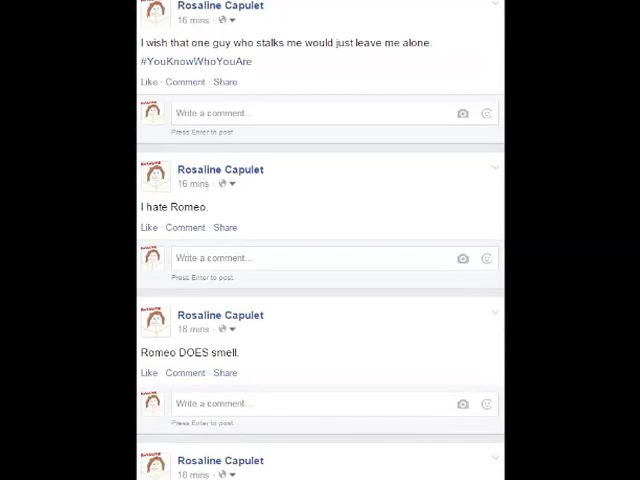 Rosaline Capulet
16 mins ·
I wish that one guy who stalks me would just leave me alone.
#YouKnowWhoYouAre
Like · Comment · Share
Write a comment...
Press Enter to post.
Rosaline Capulet
16 mins ·
I hate Romeo.
Like · Comment · Share
Write a comment...
Press Enter to post.
Rosaline Capulet
18 mins ·
Romeo DOES smell.
Like · Comment · Share
Write a comment...
Press Enter to post.
Rosaline Capulet
18 mins ·